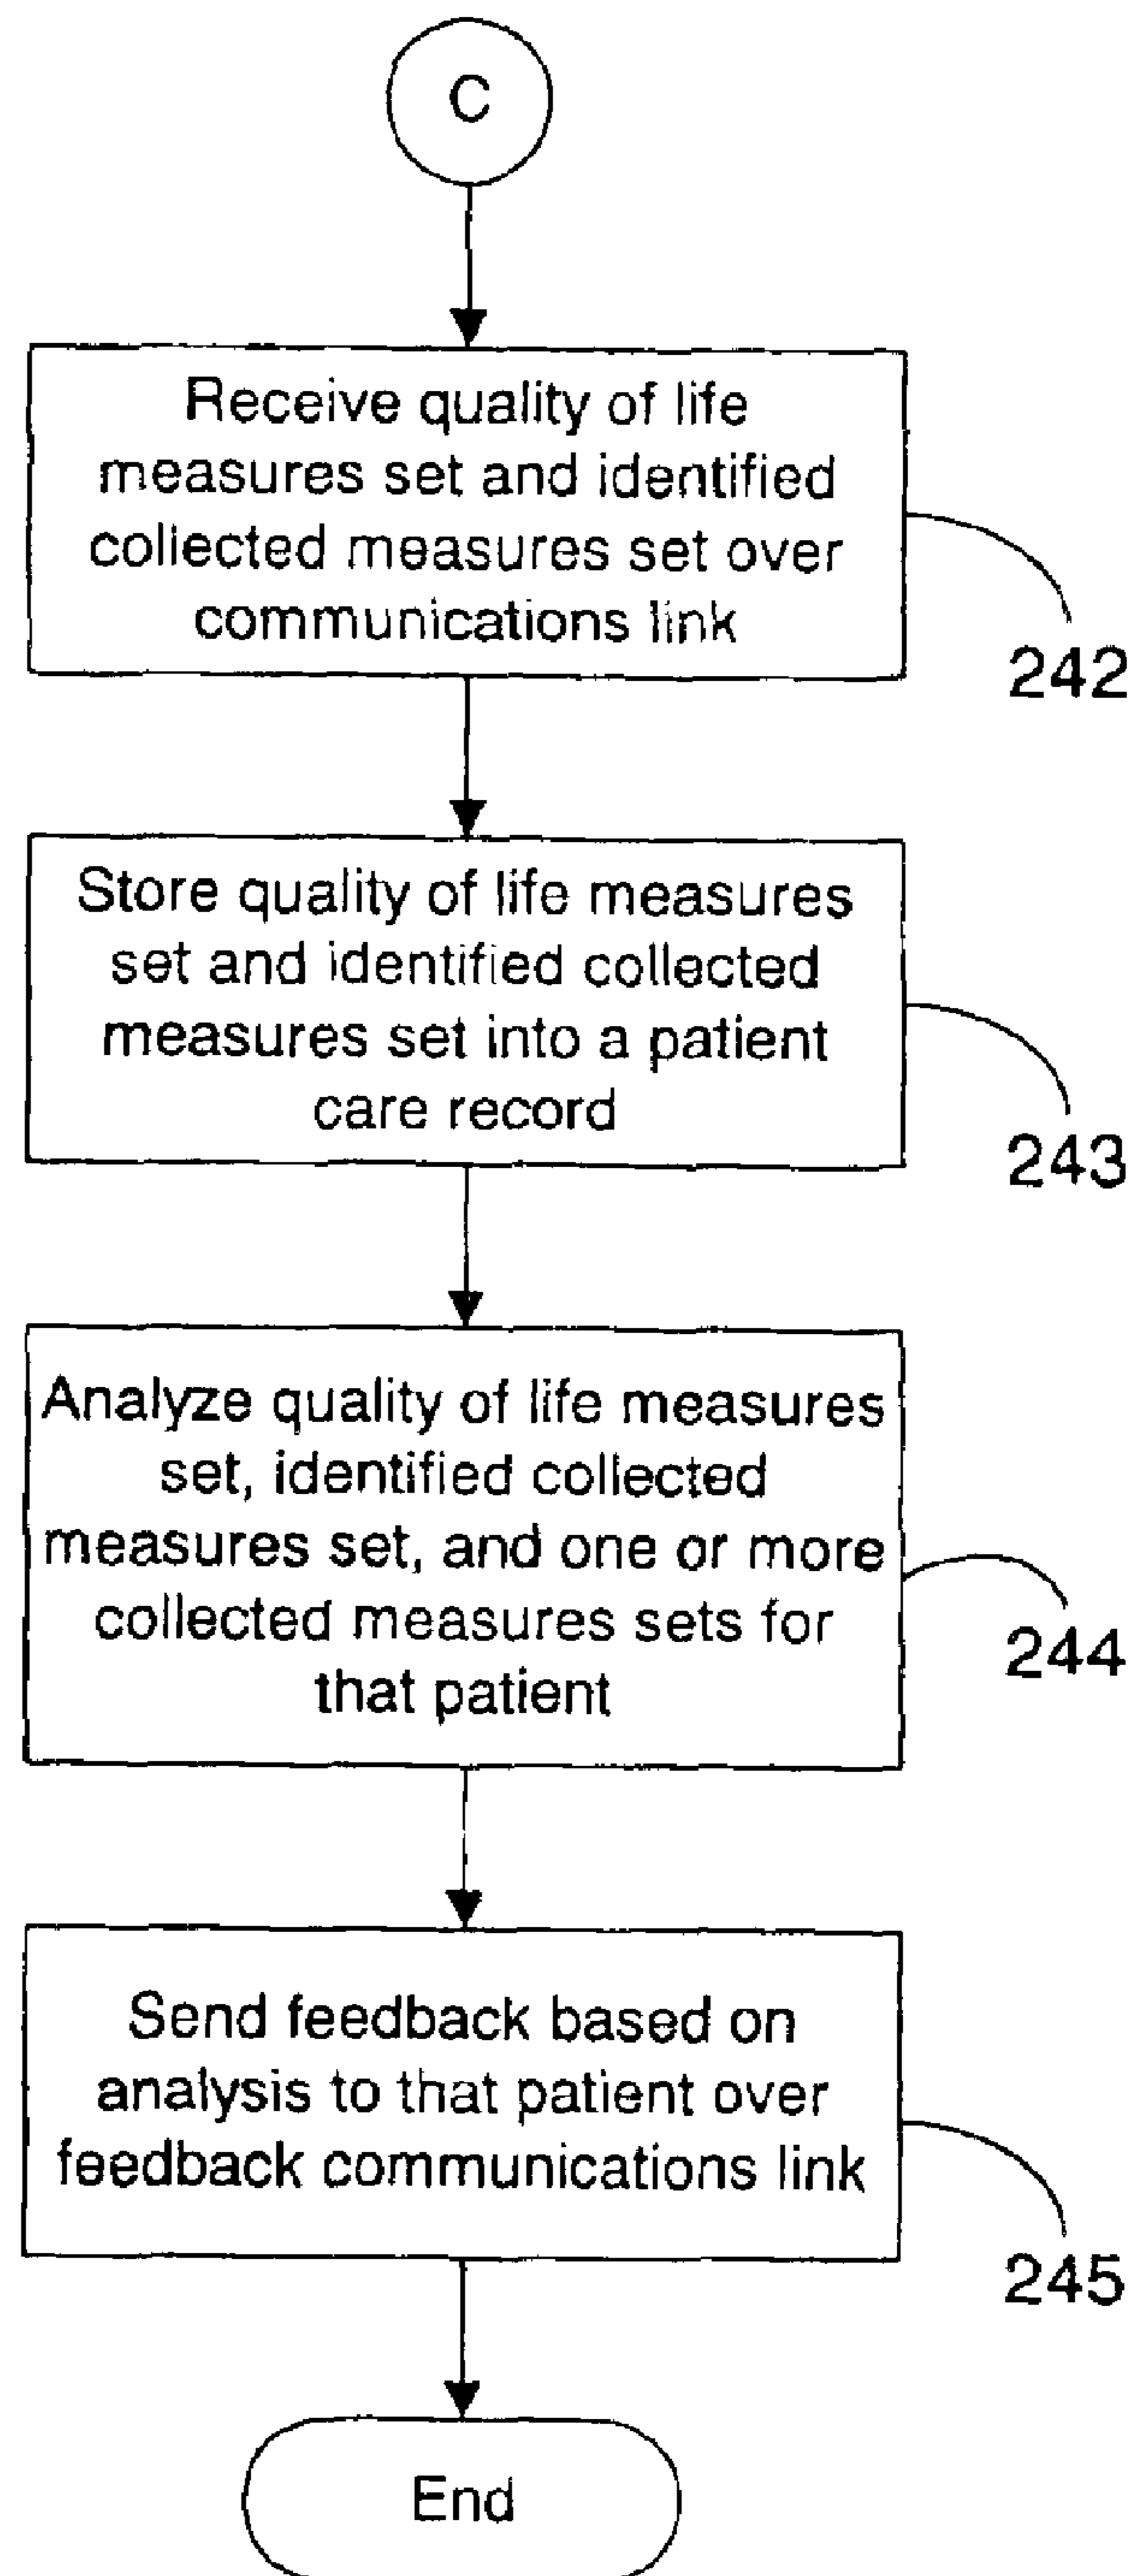 C
Receive quality of life
measures set and identified
collected measures set over
communications link
242
Store quality of life measures
set and identified collected
measures set into a patient
care record
243
Analyze quality of life measures
set, identified collected
measures set, and one or more
collected measures sets for
that patient
244
Send feedback based on
analysis to that patient over
feedback communications link
245
End